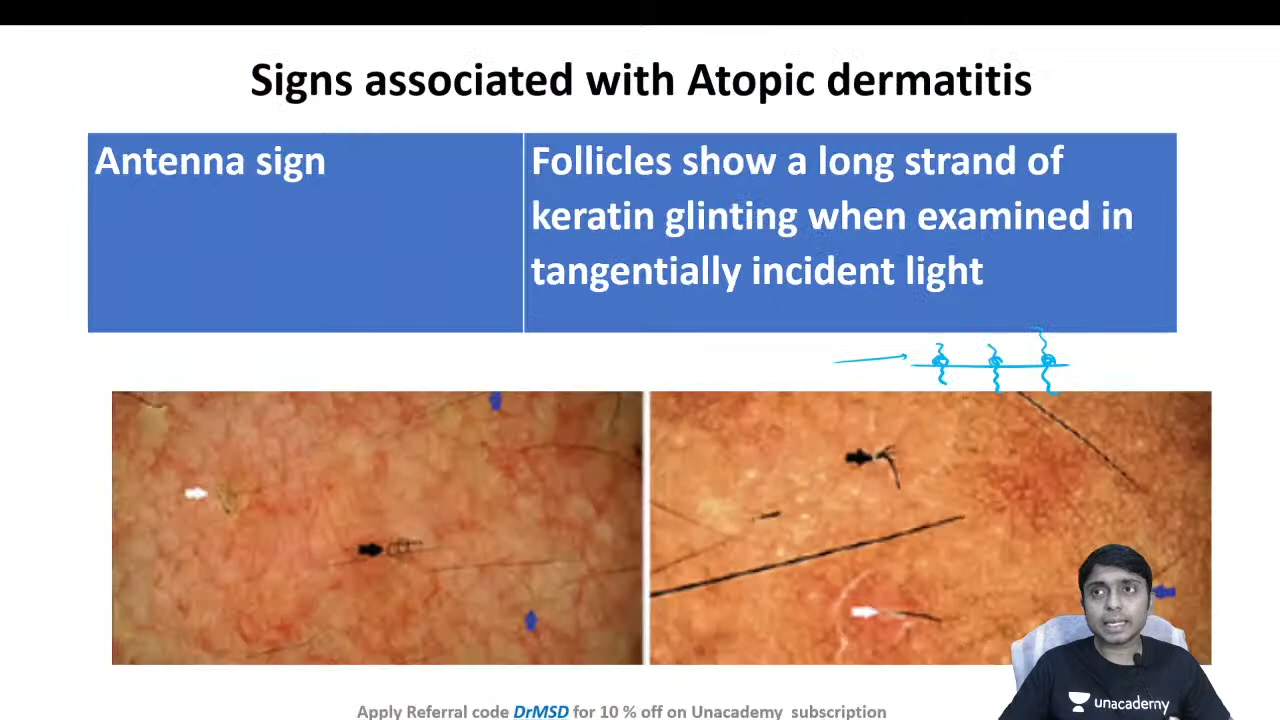 Signs associated with Atopic dermatitis
Antenna sign
Follicles show a long strand of
keratin glinting when examined in
tangentially incident light
unacademy
Apply Referral code DrMSD for 10 % off on Unacademy subscription